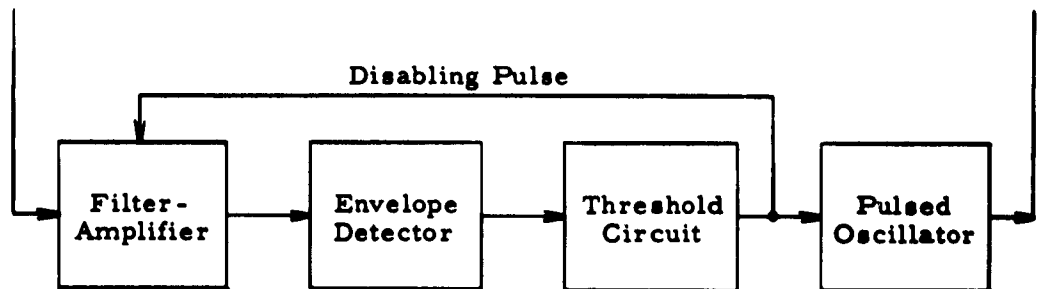 Disabling Pulse
Filter-
Amplifier
Envelope
Detector
Threshold
Circuit
Pulsed
Oscillator